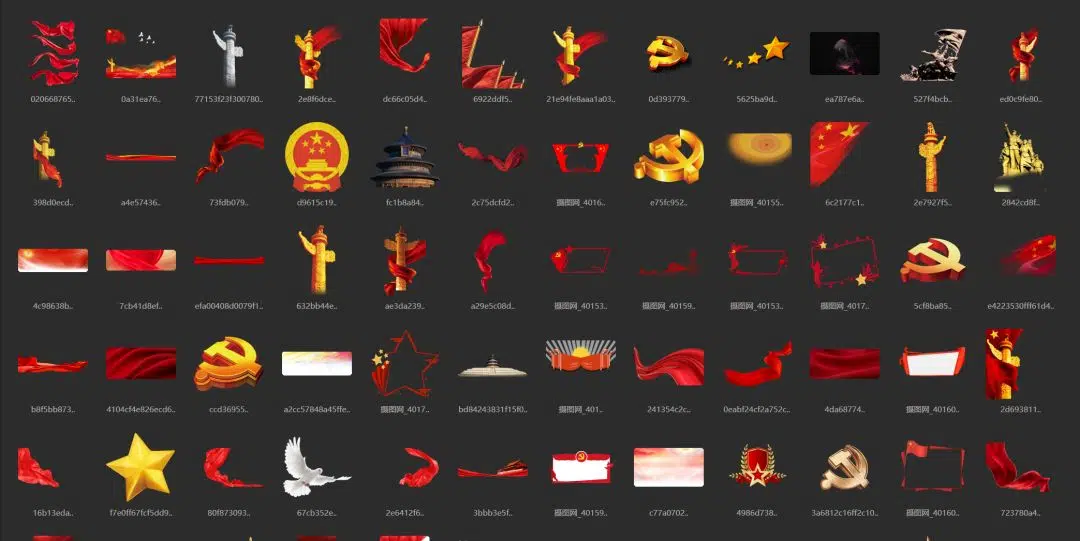 020668765..
0a31ea76..
77153f23f300780..
2e8f6dce..
dc66c05d4..
6922ddf5..
21e94fe8aaa1a03..
0d393779..
5625ba9d..
ea787e6a..
527f4bcb..
ed0c9fe80..
398d0ecd..
a4e57436..
73fdb079..
d9615c19..
fc1b8a84..
2c75dcfd2..
摄图网_4016..
e75fc952..
摄图网_40155..
6c2177c1..
2e7927f5..
2842cd8f..
4c98638b..
7cb41d8ef..
efa00408d0079f1..
632bb44e..
ae3da239..
a29e5c08d..
摄图网_40153..
摄图网_40159..
摄图网_40153..
摄图网_4017..
5cf8ba85..
e4223530fff61d4..
b8f5bb873..
4104cf4e826ecd6..
ccd36955..
a2cc57848a45ffe..
摄图网_4017..
bd84243831f15f0..
摄图网_401..
241354c2c..
0eabf24cf2a752c..
4da68774..
摄图网_40160..
2d693811..
16b13eda..
f7e0ff67fcf5dd9..
80f873093..
67cb352e..
2e6412f6..
3bbb3e5f..
摄图网_40159..
c77a0702..
4986d738..
3a6812c16ff2c10..
摄图网_40160..
723780a4..